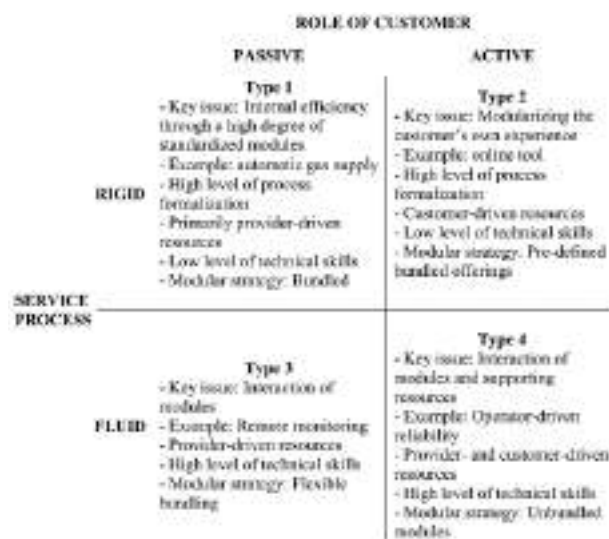 ROLE OF CUSTOMER
PASSIVE
ACTIVE
Type 1
- Key issue: Internal efficiency
through a high degree of
standardized modules
- Example: automatic gas supply
- High level of process
formalization
- Primarily provider-driven
resources
- Low level of technical skills
- Modular strategy: Bundled
Type 2
- Key issue: Modularizing the
customer's own experience
- Example: online tool
- High level of process
formalization
- Customer-driven resources
- Low level of technical skills
- Modular strategy: Pre-defined
bundled offerings
RIGID
SERVICE
PROCESS
FLUID
Type 3
- Key issue: Interaction of
modules
- Example: Remote monitoring
- Provider-driven resources
- High level of technical skills
- Modular strategy: Flexible
bundling
Type 4
- Key issue: Interaction of
modules and supporting
resources
- Example: Operator-driven
reliability
- Provider- and customer-driven
resources
- High level of technical skills
- Modular strategy: Unbundled
modules